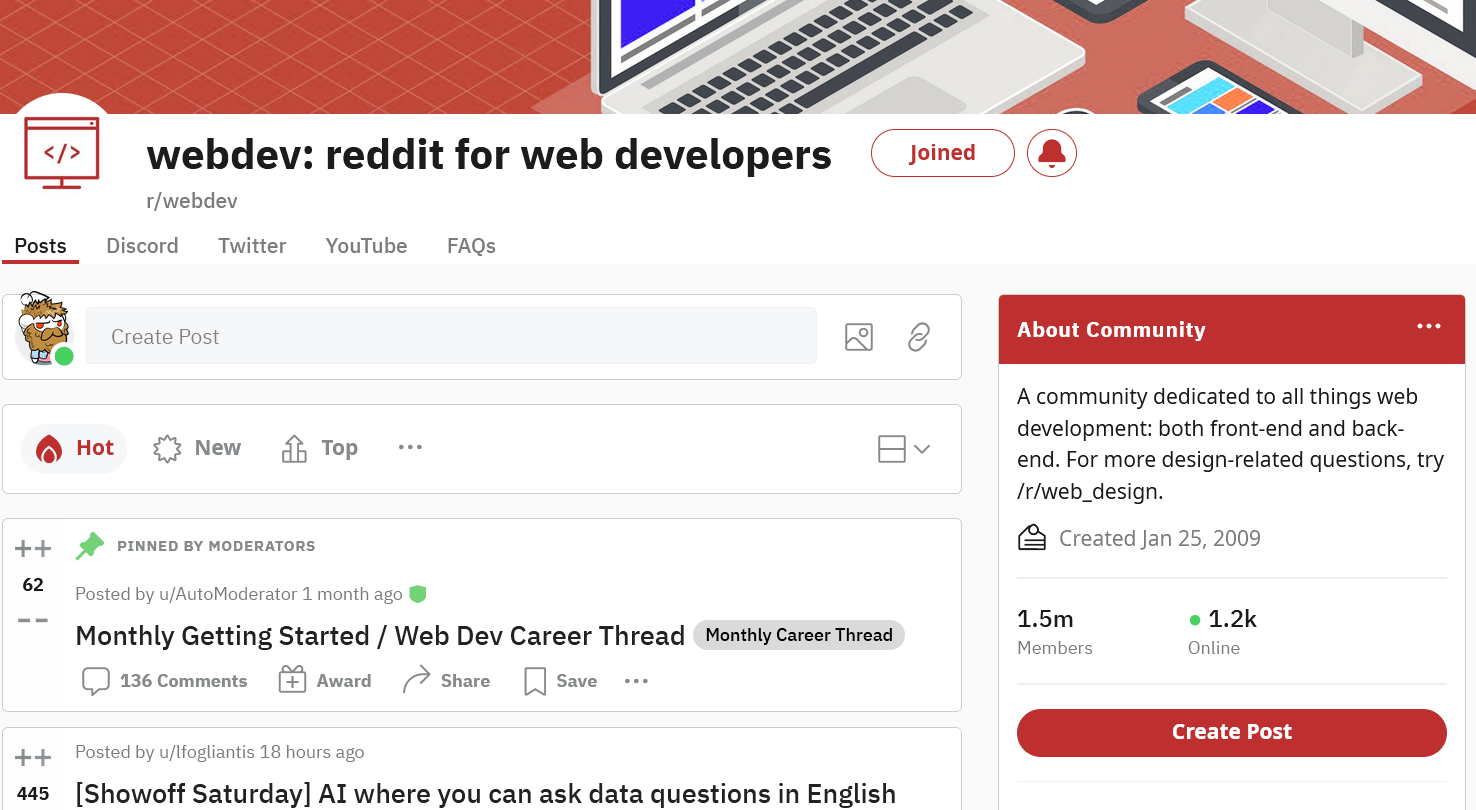 </>
webdev: reddit for web developers
Joined
r/webdev
Posts Discord Twitter YouTube FAQs
Create Post
Hot New Top
PINNED BY MODERATORS
62
Posted by u/AutoModerator 1 month ago
Monthly Getting Started / Web Dev Career Thread Monthly Career Thread
136 Comments Award Share Save
Posted by u/lfogliantis 18 hours ago
445
[Showoff Saturday] AI where you can ask data questions in English
About Community
A community dedicated to all things web
development: both front-end and back-
end. For more design-related questions, try
/r/web_design.
Created Jan 25, 2009
1.5m 1.2k
Members Online
Create Post